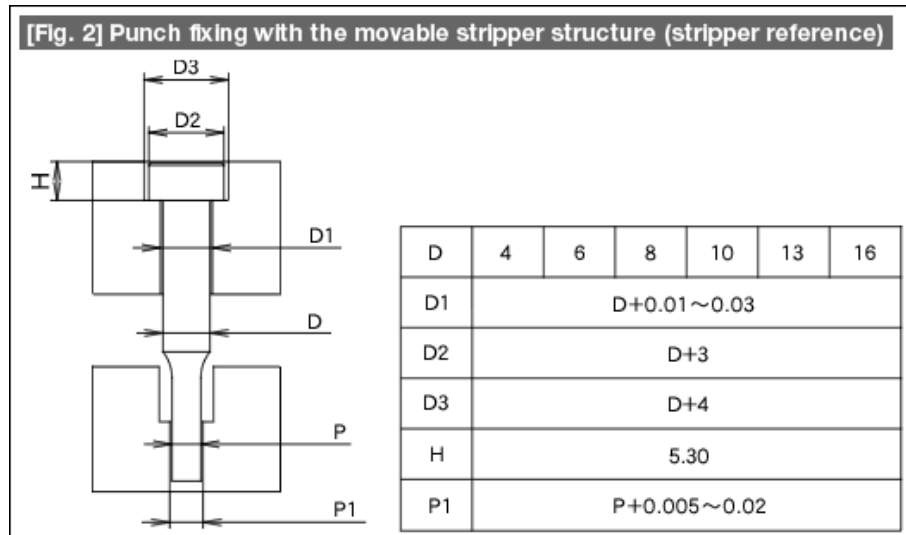 [Fig. 2] Punch fixing with the movable stripper structure (stripper reference)
D3
D2
H
D1
D
P
P1
D 4 6 8 10 13 16
D1 D+0.01～0.03
D2 D+3
D3 D+4
H 5.30
P1 P+0.005～0.02